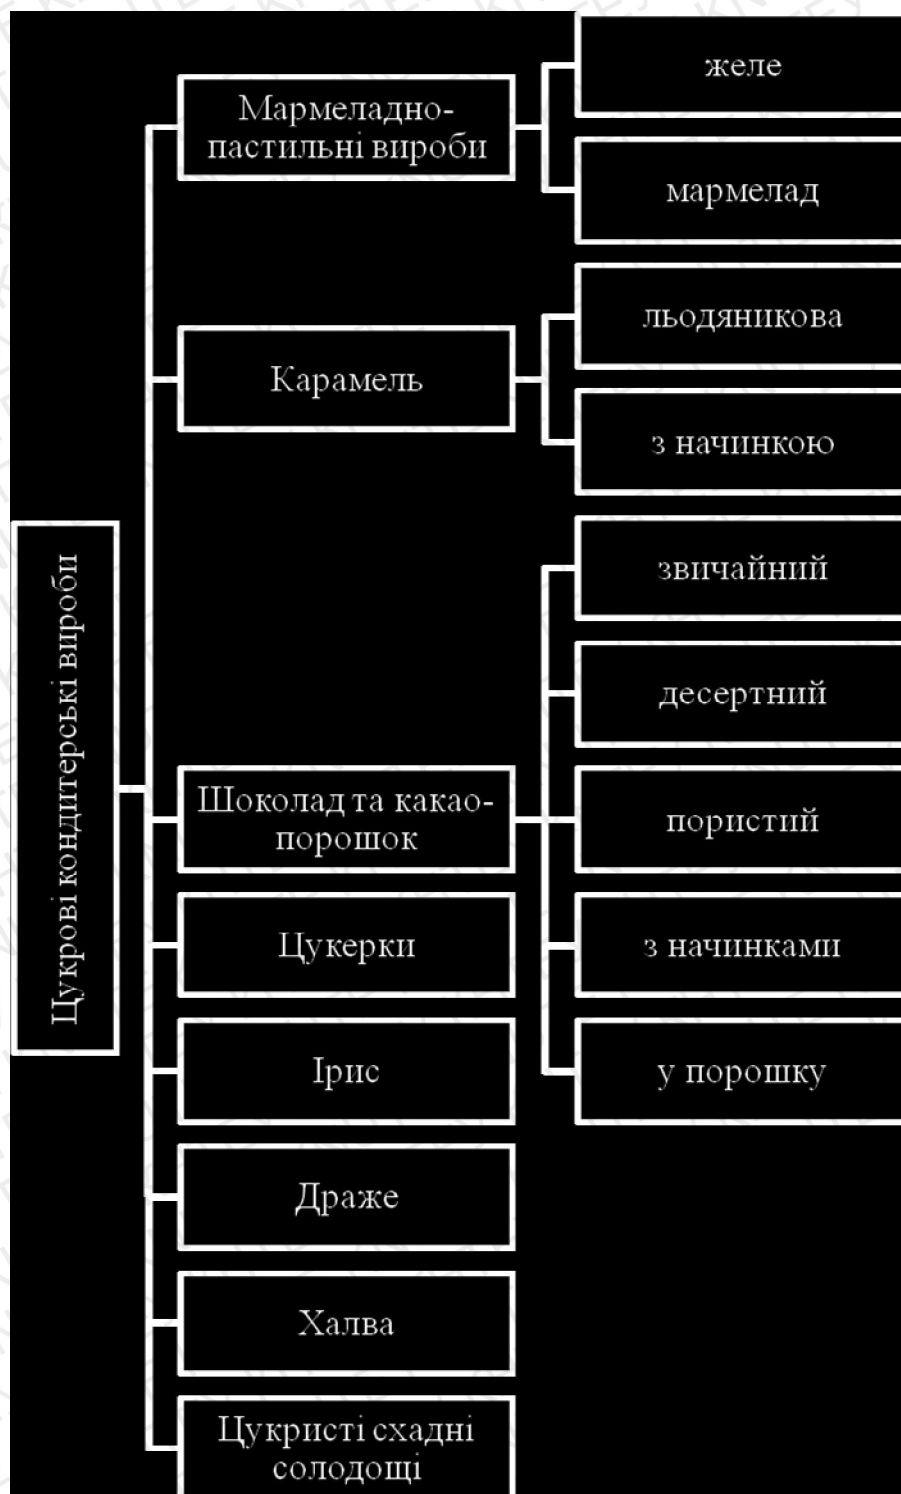 Цукрові кондитерські вироби
Мармеладно-
пастильні вироби
желе
мармелад
Карамель
льодяникова
з начинкою
Шоколад та какао-
порошок
звичайний
десертний
пористий
з начинками
у порошку
Цукерки
Ірис
Драже
Халва
Цукристі схадні
солодощі